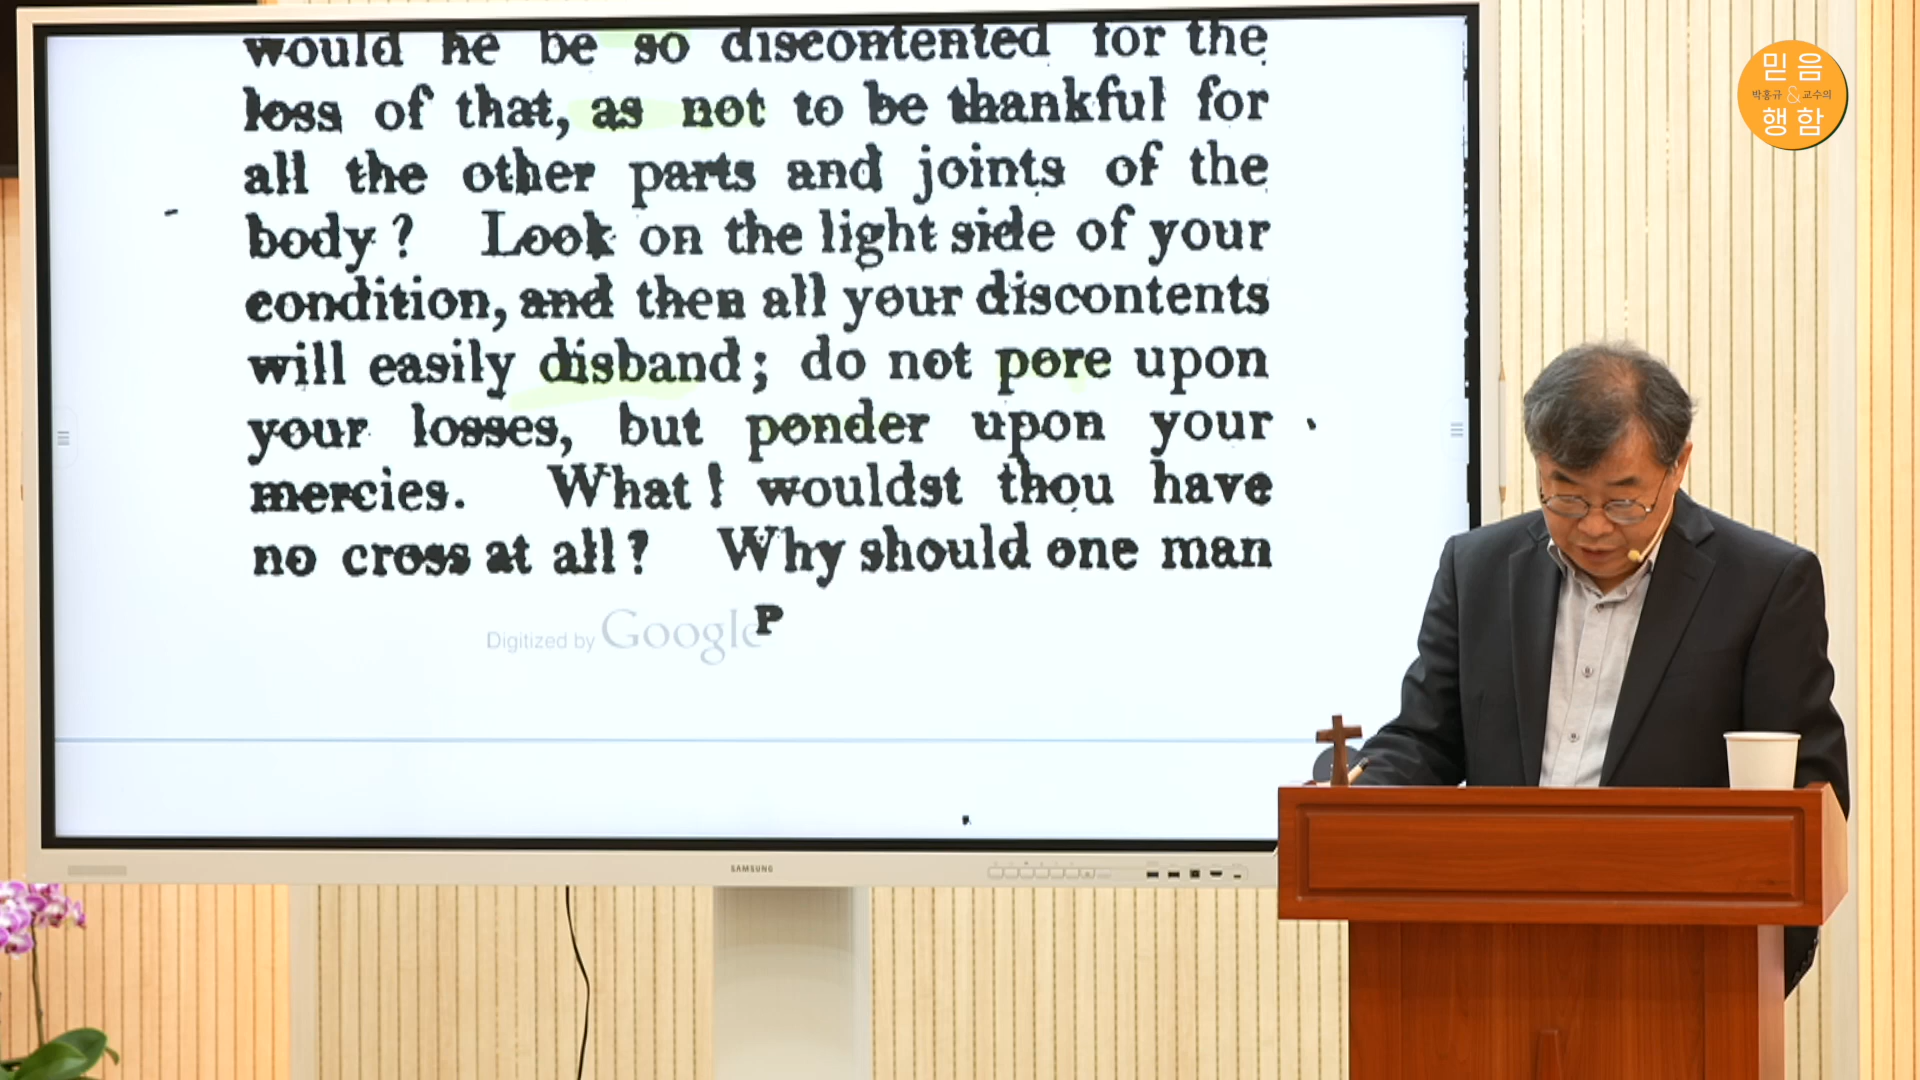 would he be so discontented for the
loss of that, as not to be thankful for
all the other parts and joints of the
body? Look on the light side of your
condition, and then all your discontents
will easily disband; do not pore upon
your losses, but ponder upon your
mercies. What! wouldst thou have
no cross at all? Why should one man
P
Digitized by Google
SAMSUNG
믿음
박홍규 & 교수의
행함